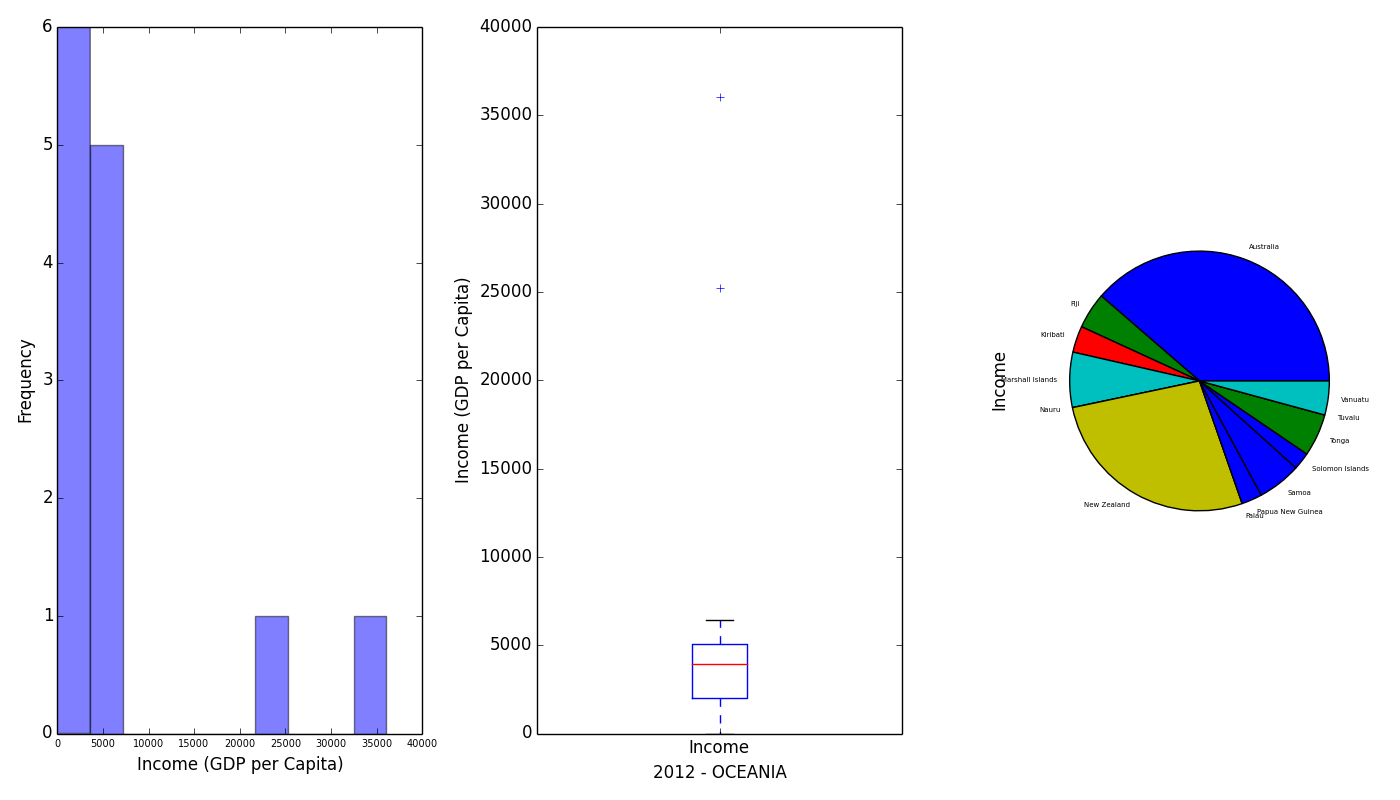 6
5
4
3
2
1
0
Frequency
0 5000 10000 15000 20000 25000 30000 35000 40000
Income (GDP per Capita)
40000
35000
30000
25000
20000
15000
10000
5000
0
Income (GDP per Capita)
Income
2012 - OCEANIA
Income
Australia
Fiji
Kiribati
Marshall Islands
Nauru
New Zealand
Palau
Papua New Guinea
Samoa
Solomon Islands
Tonga
Tuvalu
Vanuatu